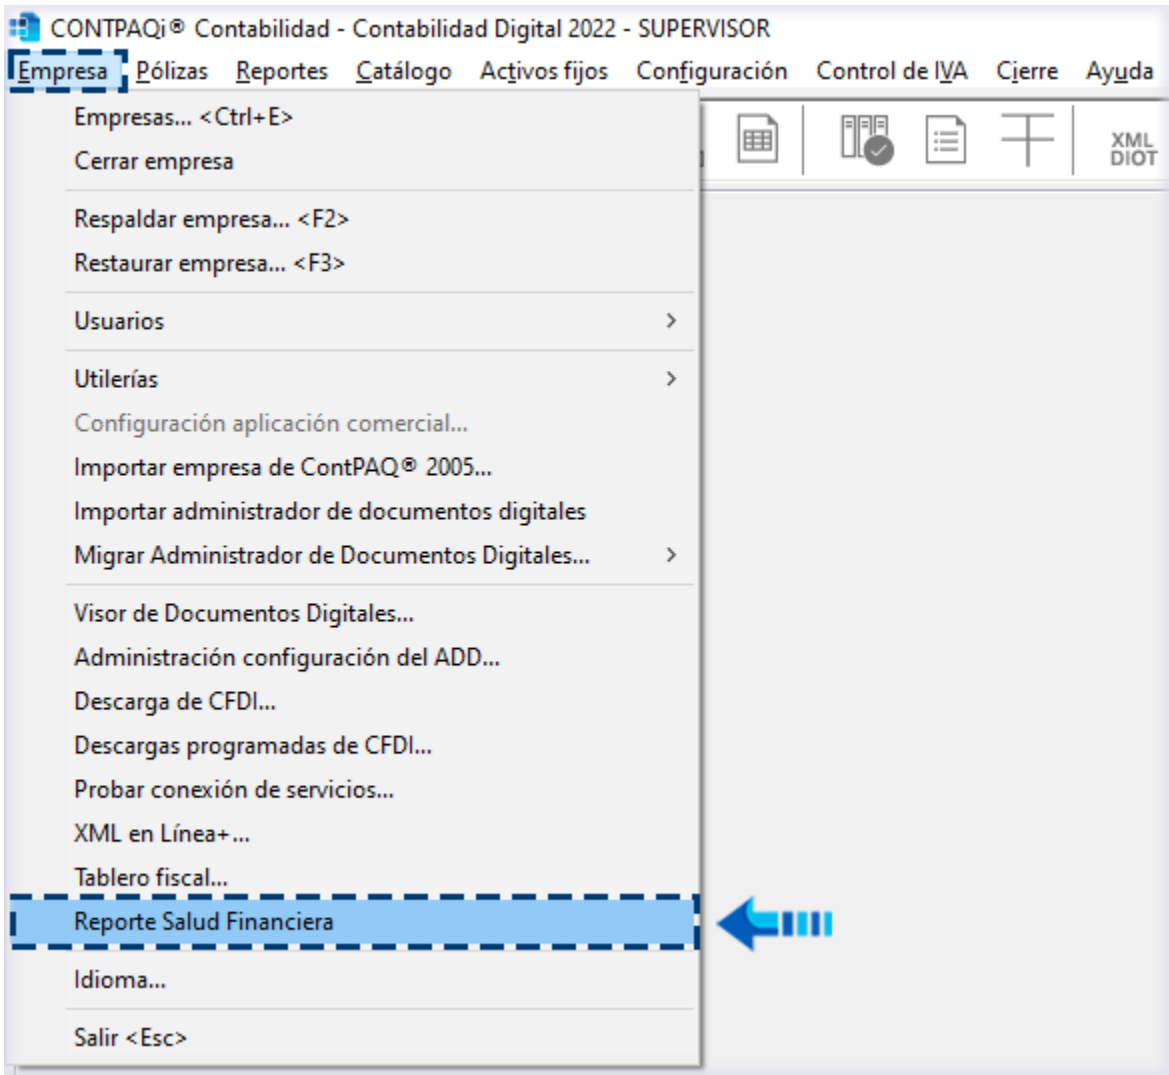 CONTPAQi® Contabilidad - Contabilidad Digital 2022 - SUPERVISOR
Empresa Pólizas Reportes Catálogo Activos fijos Configuración Control de IVA Cierre Ayuda
Empresas... <Ctrl+E>
Cerrar empresa
XML
DIOT
Respaldar empresa... <F2>
Restaurar empresa... <F3>
Usuarios
Utilerías
Configuración aplicación comercial...
Importar empresa de ContPAQ® 2005...
Importar administrador de documentos digitales
Migrar Administrador de Documentos Digitales...
Visor de Documentos Digitales...
Administración configuración del ADD...
Descarga de CFDI...
Descargas programadas de CFDI...
Probar conexión de servicios...
XML en Línea+...
Tablero fiscal...
Reporte Salud Financiera
Idioma...
Salir <Esc>